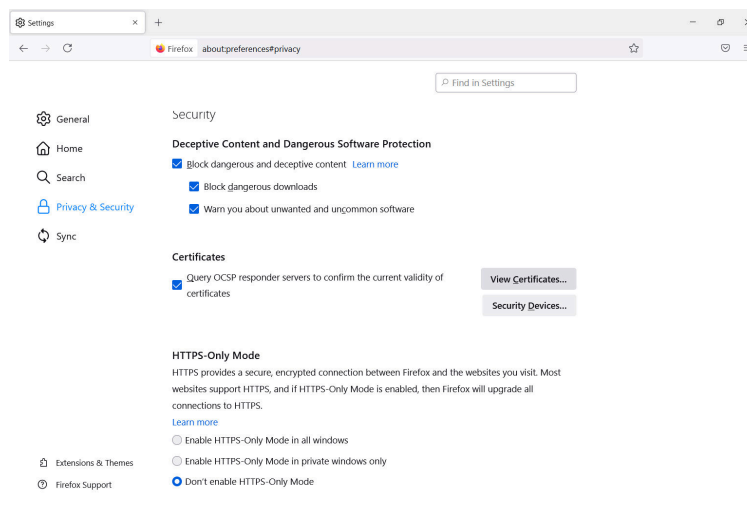 Settings
Firefox about:preferences#privacy
Find in Settings
General
Home
Search
Privacy & Security
Sync
Extensions & Themes
Firefox Support
Security
Deceptive Content and Dangerous Software Protection
Block dangerous and deceptive content Learn more
Block dangerous downloads
Warn you about unwanted and uncommon software
Certificates
Query OCSP responder servers to confirm the current validity of
certificates
View Certificates...
Security Devices...
HTTPS-Only Mode
HTTPS provides a secure, encrypted connection between Firefox and the websites you visit. Most
websites support HTTPS, and if HTTPS-Only Mode is enabled, then Firefox will upgrade all
connections to HTTPS.
Learn more
Enable HTTPS-Only Mode in all windows
Enable HTTPS-Only Mode in private windows only
Don't enable HTTPS-Only Mode